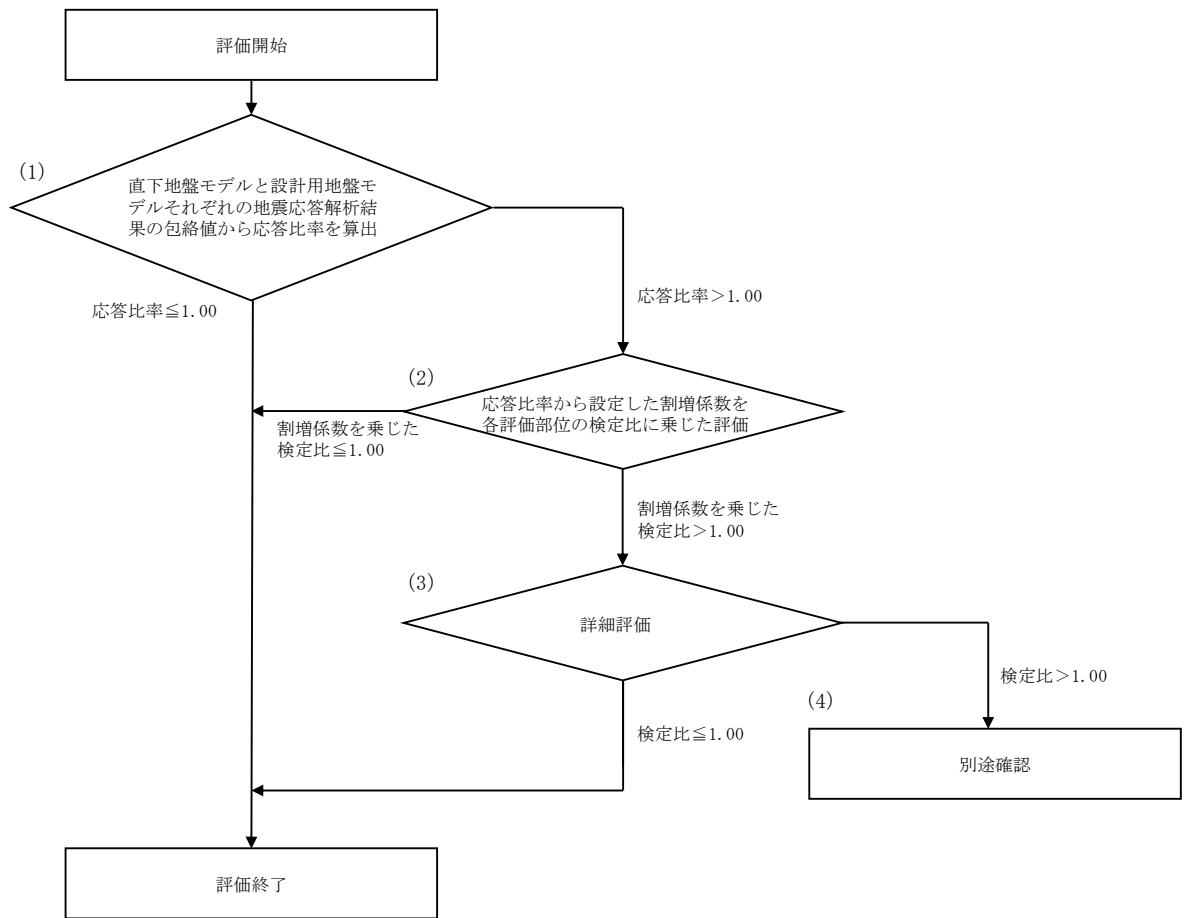 評価開始
(1)
直下地盤モデルと設計用地盤モ
デルそれぞれの地震応答解析結
果の包絡値から応答比率を算出
応答比率≦1.00
応答比率＞1.00
(2)
応答比率から設定した割増係数を
各評価部位の検定比に乗じた評価
割増係数を乗じた
検定比≦1.00
割増係数を乗じた
検定比＞1.00
(3)
詳細評価
検定比＞1.00
検定比≦1.00
(4)
別途確認
評価終了